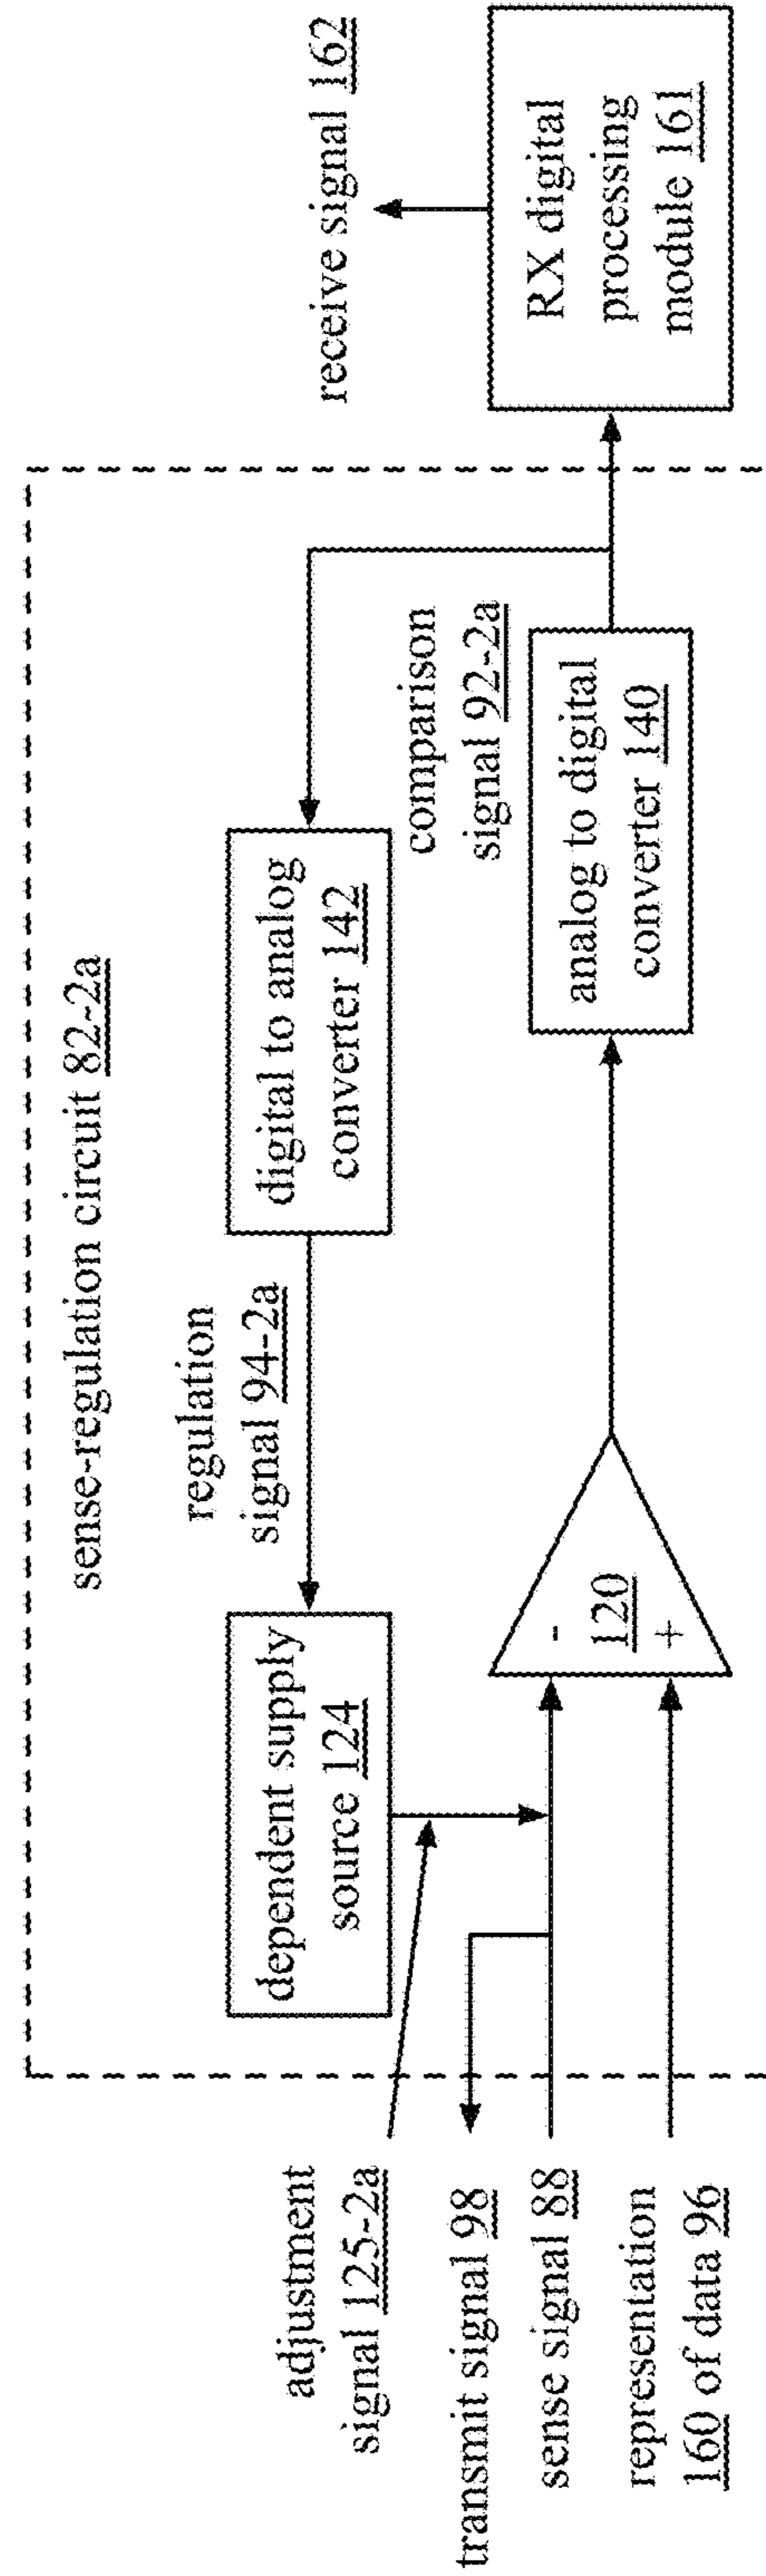 sense-regulation circuit 82-2a
adjustment
signal 125-2a
transmit signal 98
sense signal 88
representation
160 of data 96
dependent supply
source 124
regulation
signal 94-2a
digital to analog
converter 142
-
120
+
comparison
signal 92-2a
analog to digital
converter 140
receive signal 162
RX digital
processing
module 161